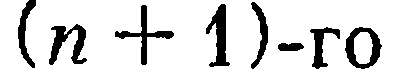 (n + 1)-го